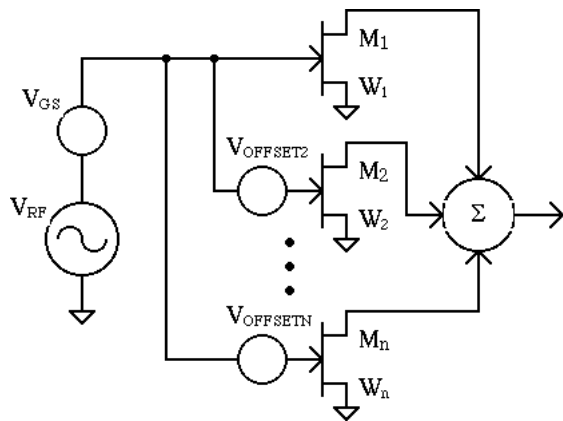 M1
W1
VGS
VOFFSET2
M2
VRF
Σ
W2
VOFFSETN
Mn
Wn